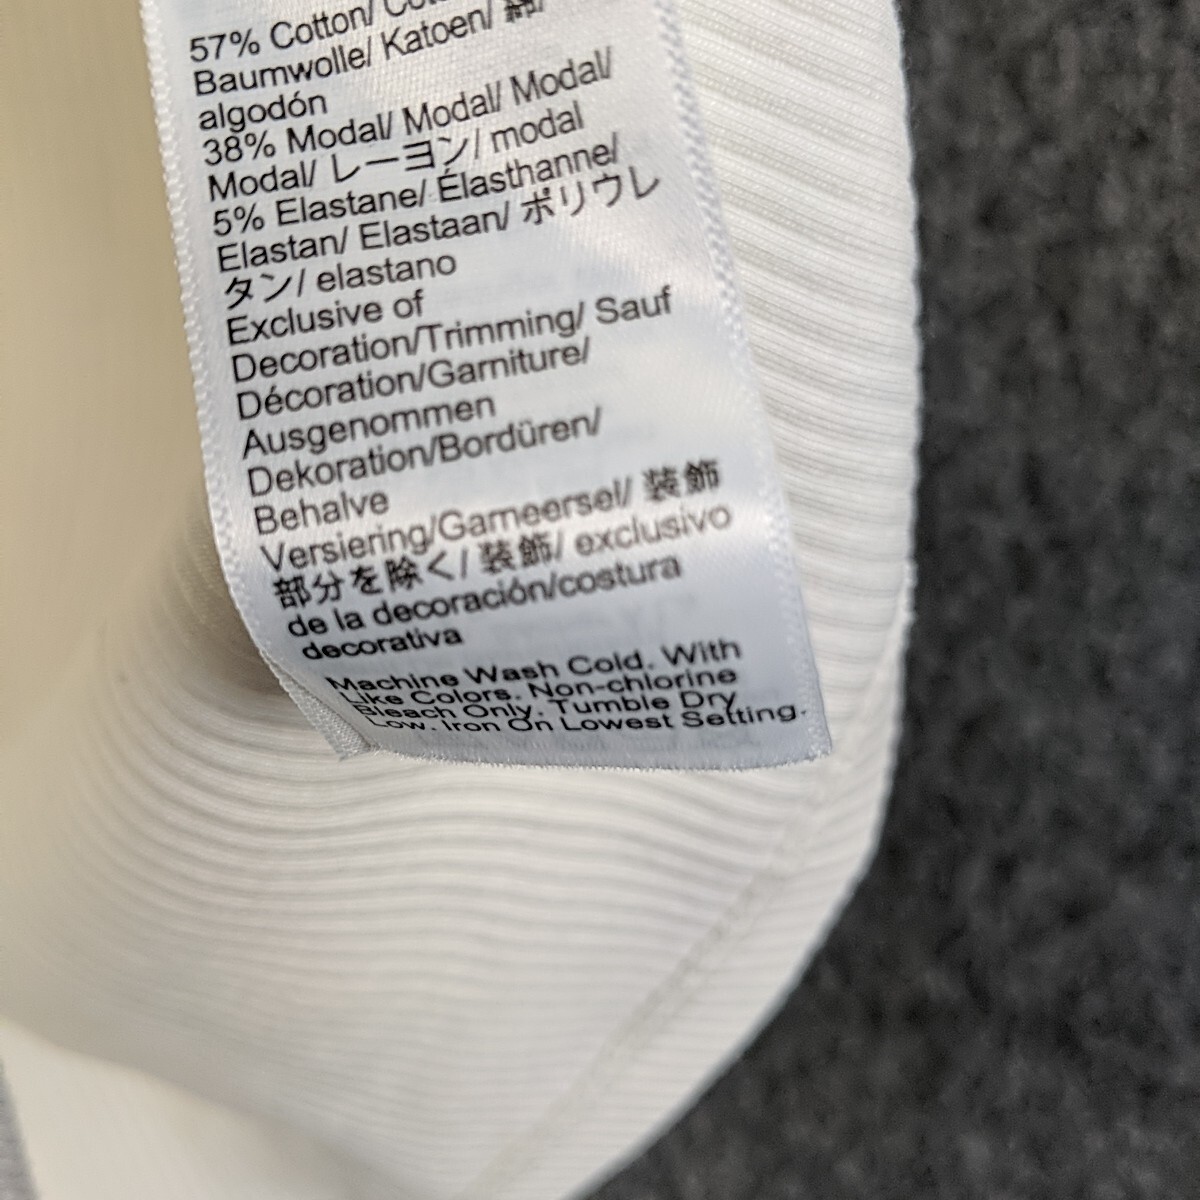 57% Cotton/
Baumwolle/ Katoen/ 綿/
algodón
38% Modal/ Modal/ Modal/
Modal/ レーヨン/ modal
5% Elastane/ Élasthanne/
Elastan/ Elastaan/ ポリウレ
タン/ elastano
Exclusive of
Decoration/Trimming/ Sauf
Décoration/Garniture/
Ausgenommen
Dekoration/Bordüren/
Behalve
Versiering/Garneersel/ 装飾
部分を除く/ 装飾/ exclusivo
de la decoración/costura
decorativa
Machine Wash Cold. With
Like Colors. Non-chlorine
Bleach Only. Tumble Dry
Low. Iron On Lowest Setting.